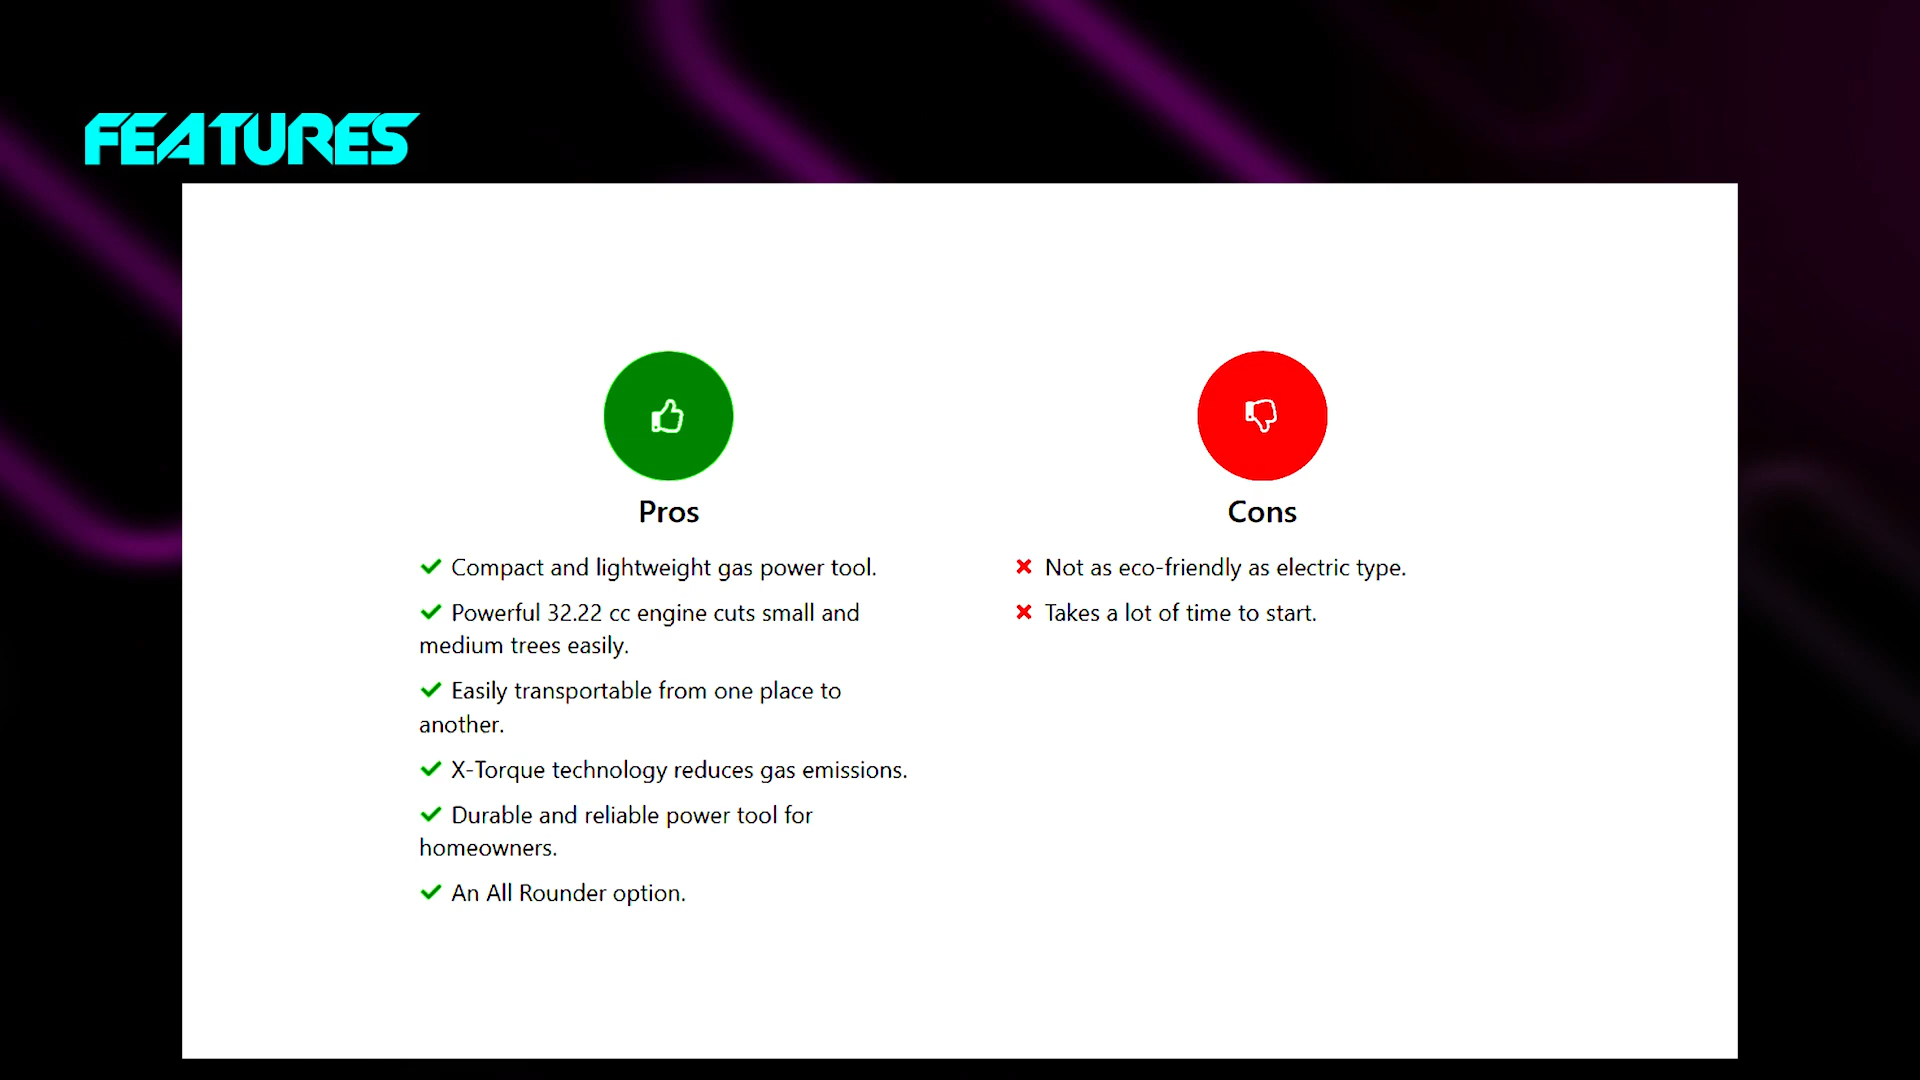 FEATURES
Pros
Compact and lightweight gas power tool.
Powerful 32.22 cc engine cuts small and
medium trees easily.
Easily transportable from one place to
another.
X-Torque technology reduces gas emissions.
Durable and reliable power tool for
homeowners.
An All Rounder option.
Cons
Not as eco-friendly as electric type.
Takes a lot of time to start.